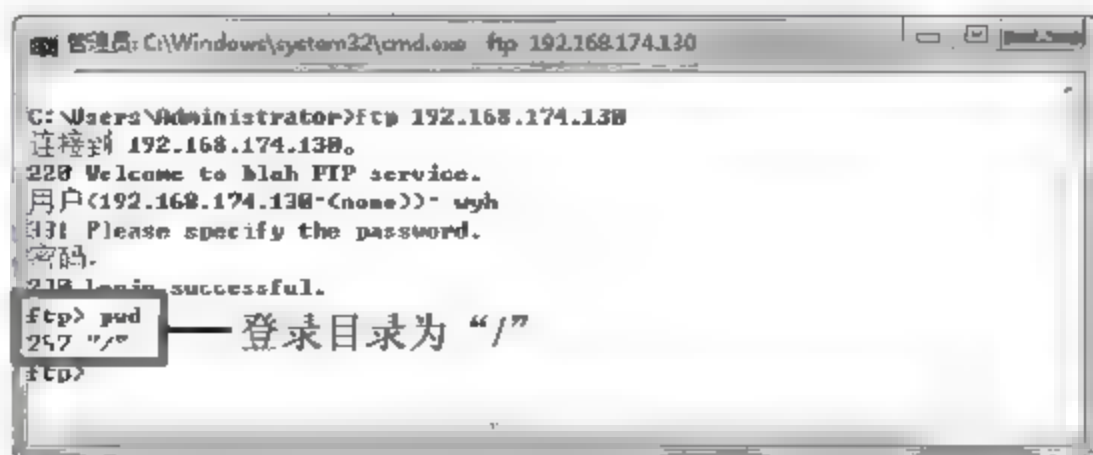 管理员: C:\Windows\system32\cmd.exe ftp 192.168.174.130
C:\Users\Administrator>ftp 192.168.174.130
连接到 192.168.174.130。
220 Welcome to blah FTP service.
用户(192.168.174.130:(none)): wyh
331 Please specify the password.
密码:
230 Login successful.
ftp> pwd
257 "/"
ftp>
登录目录为 “/”